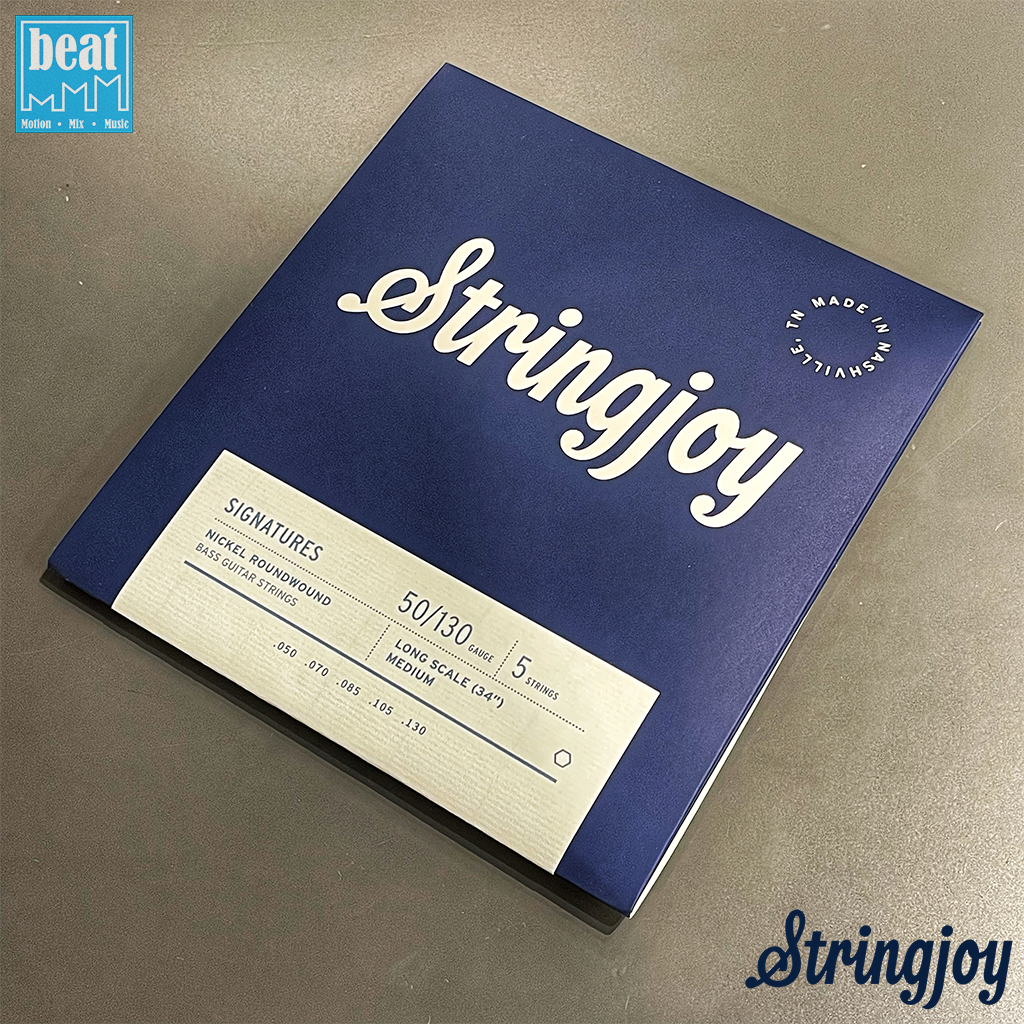 beat
Motion • Mix • Music
Stringjoy
MADE IN NASHVILLE, TN
SIGNATURES
NICKEL ROUNDWOUND
BASS GUITAR STRINGS
50/130 GAUGE
5 STRINGS
LONG SCALE (34")
MEDIUM
.050 .070 .085 .105 .130
Stringjoy